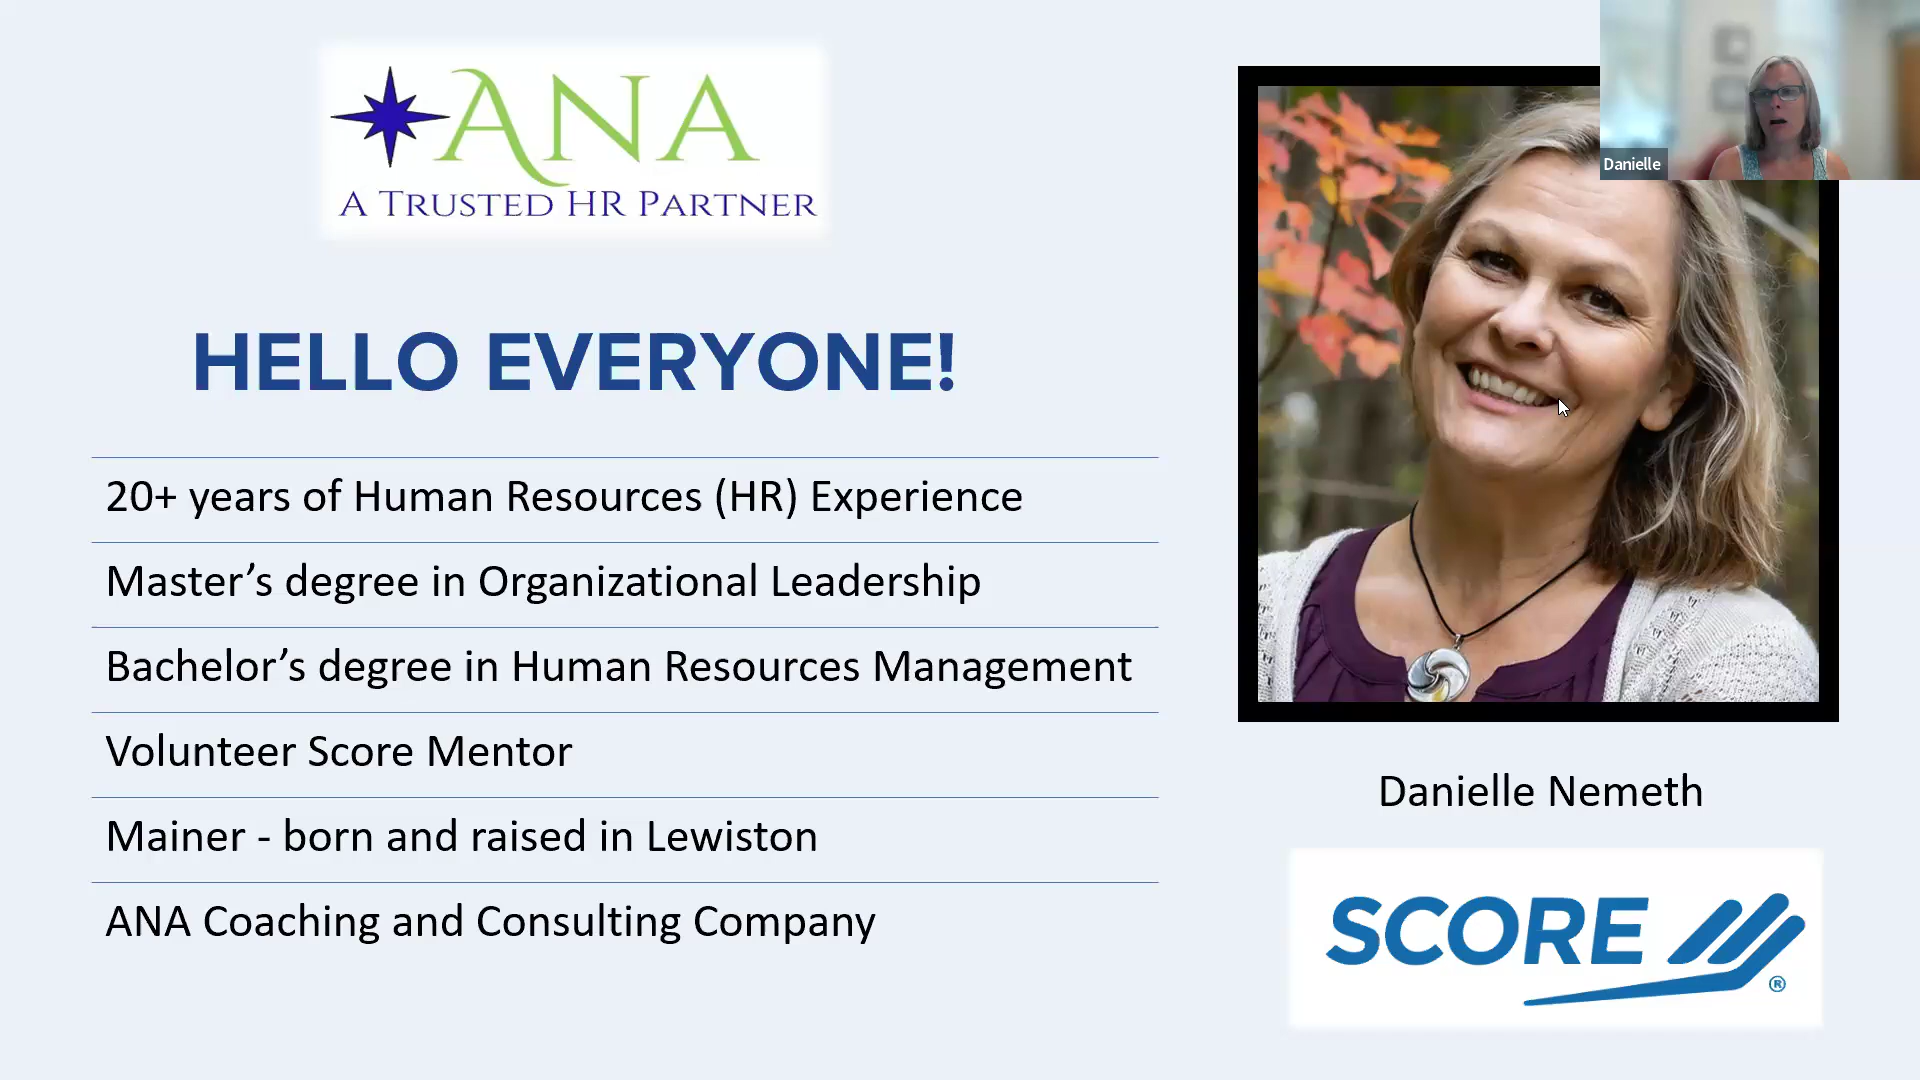 ANA
A TRUSTED HR PARTNER
HELLO EVERYONE!
20+ years of Human Resources (HR) Experience
Master’s degree in Organizational Leadership
Bachelor’s degree in Human Resources Management
Volunteer Score Mentor
Mainer - born and raised in Lewiston
ANA Coaching and Consulting Company
Danielle
Danielle Nemeth
SCORE
®